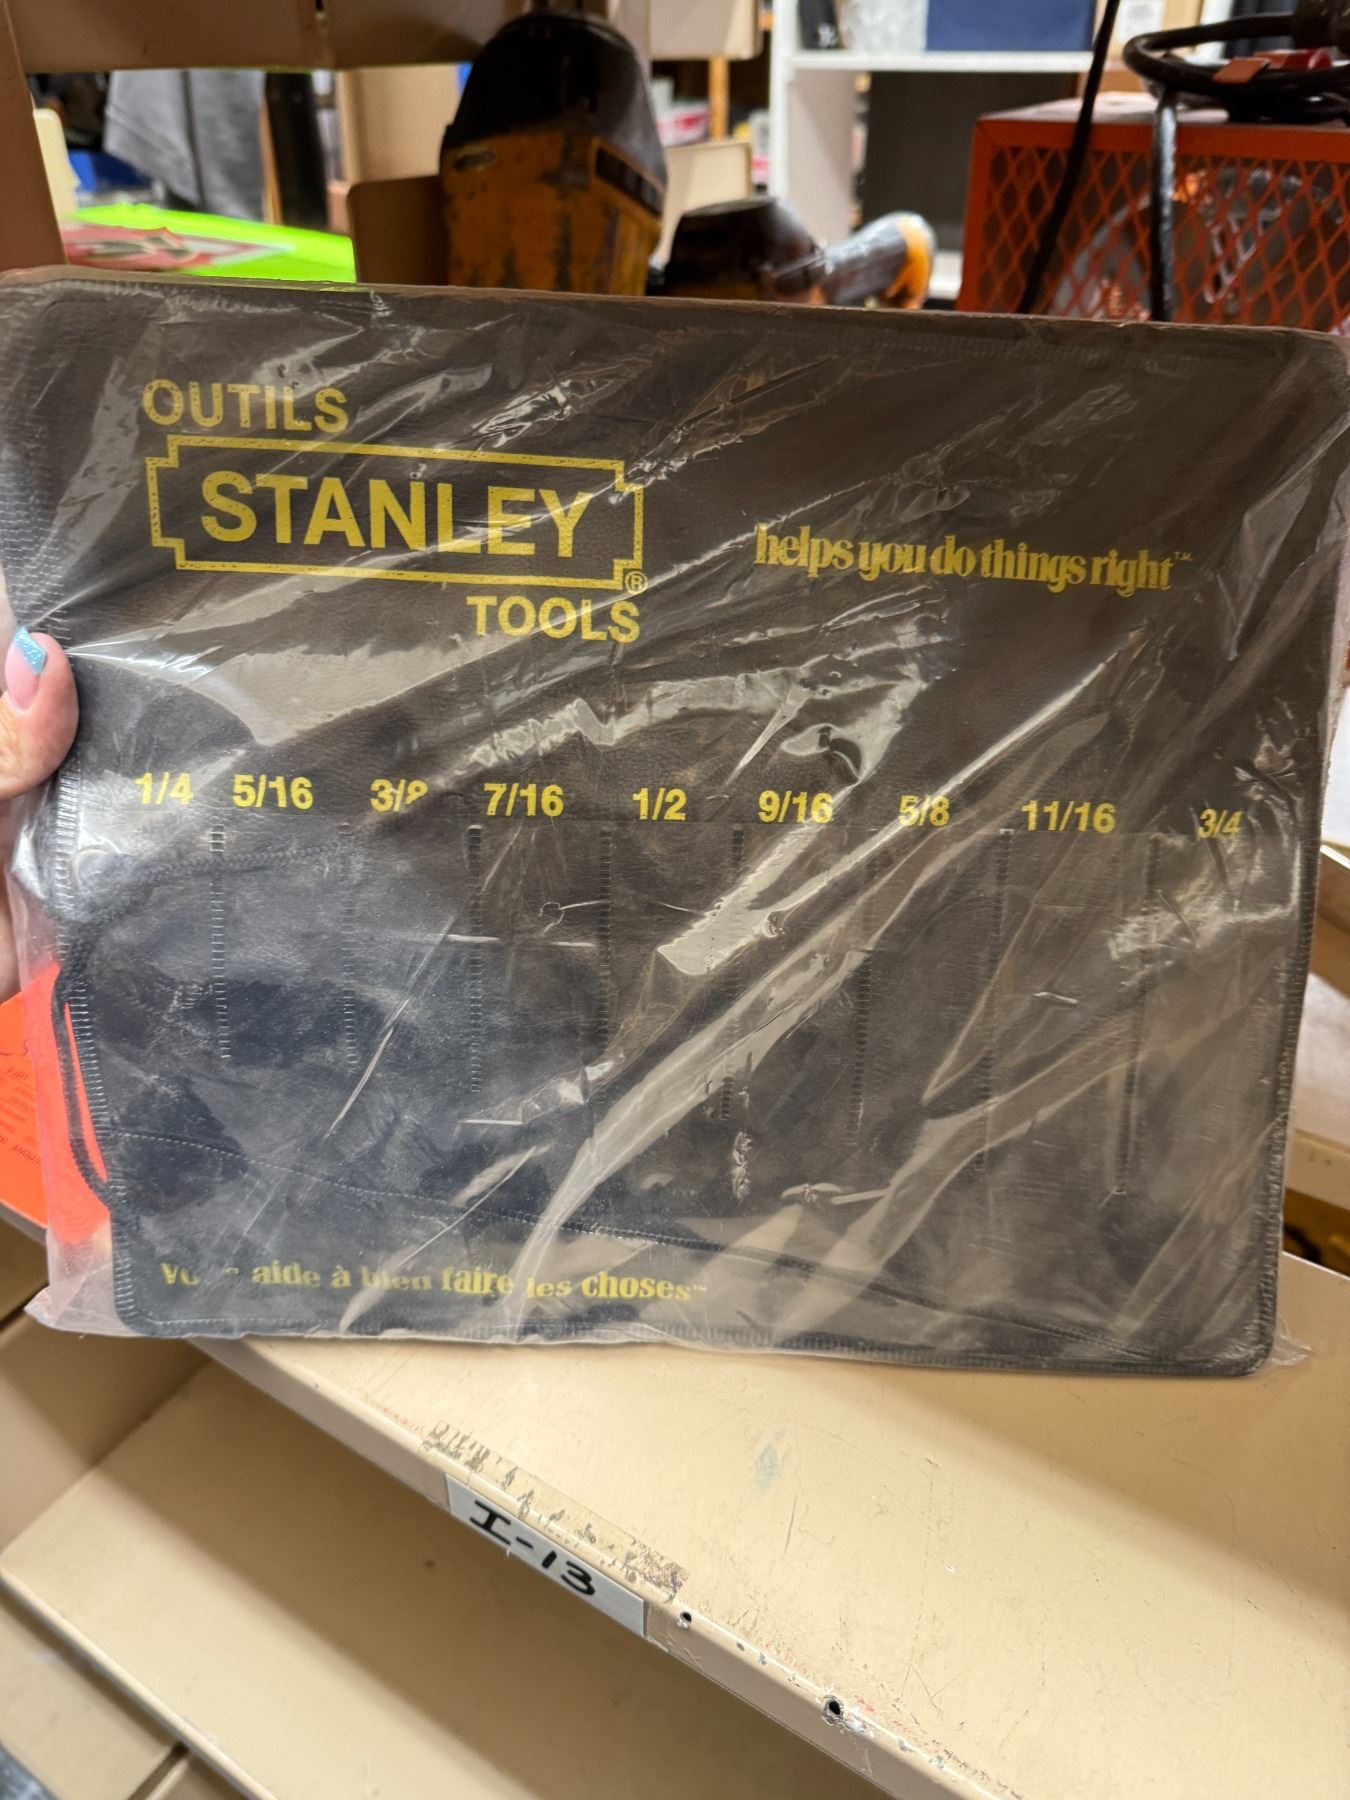 OUTILS
STANLEY®
TOOLS
helps you do things right™
1/4 5/16 3/8 7/16 1/2 9/16 5/8 11/16 3/4
aide à bien faire les choses™
I-13